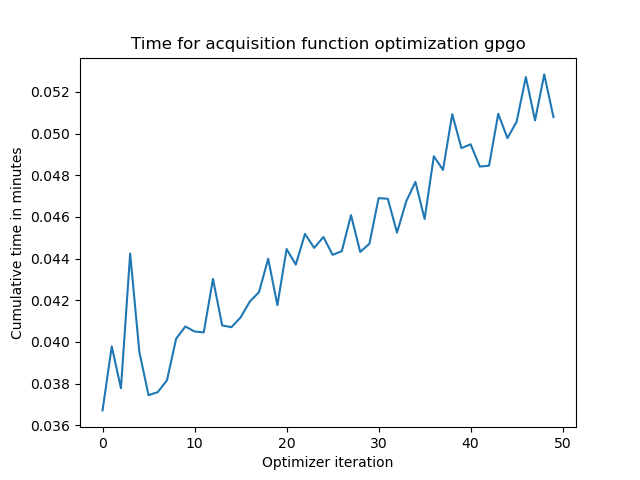 Time for acquisition function optimization gpgo
0.052
0.050
0.048
0.046
0.044
0.042
0.040
0.038
0.036
Cumulative time in minutes
0 10 20 30 40 50
Optimizer iteration